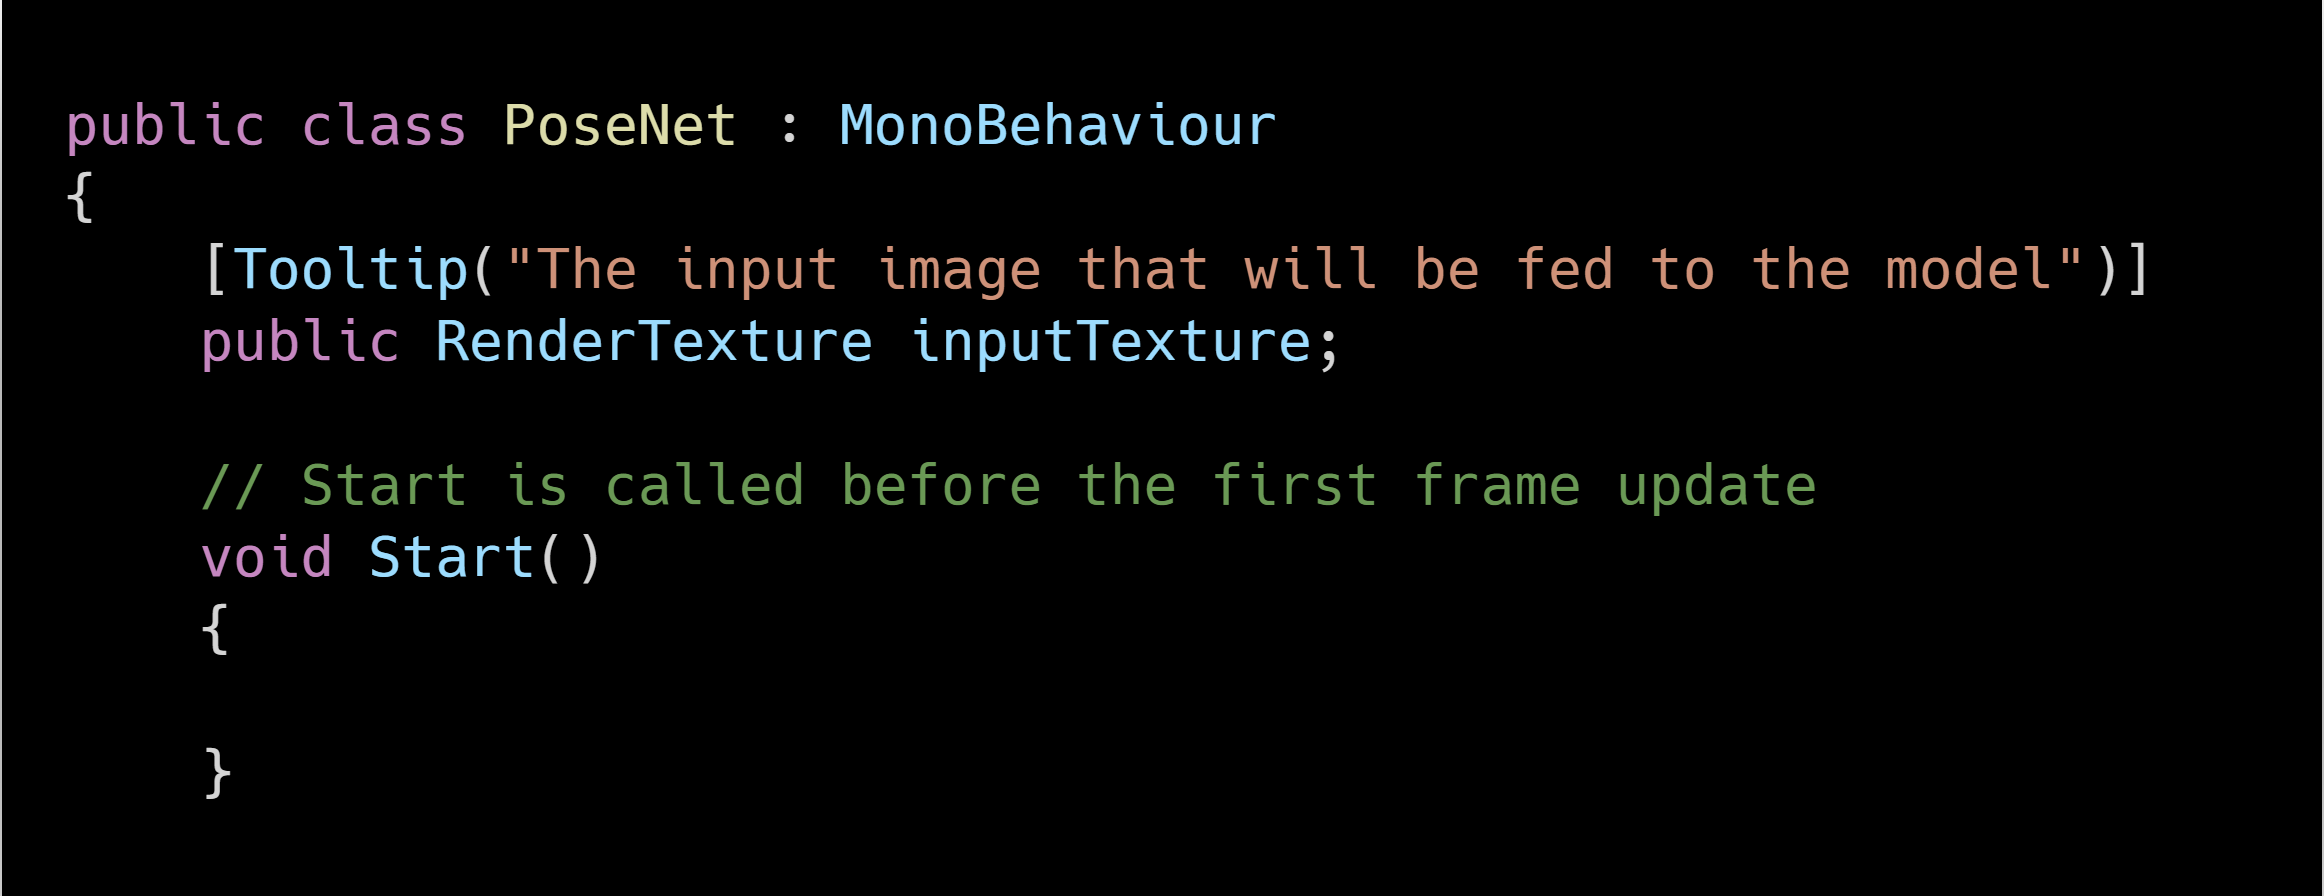 public class PoseNet : MonoBehaviour
{
    [Tooltip("The input image that will be fed to the model")]
    public RenderTexture inputTexture;

    // Start is called before the first frame update
    void Start()
    {

    }